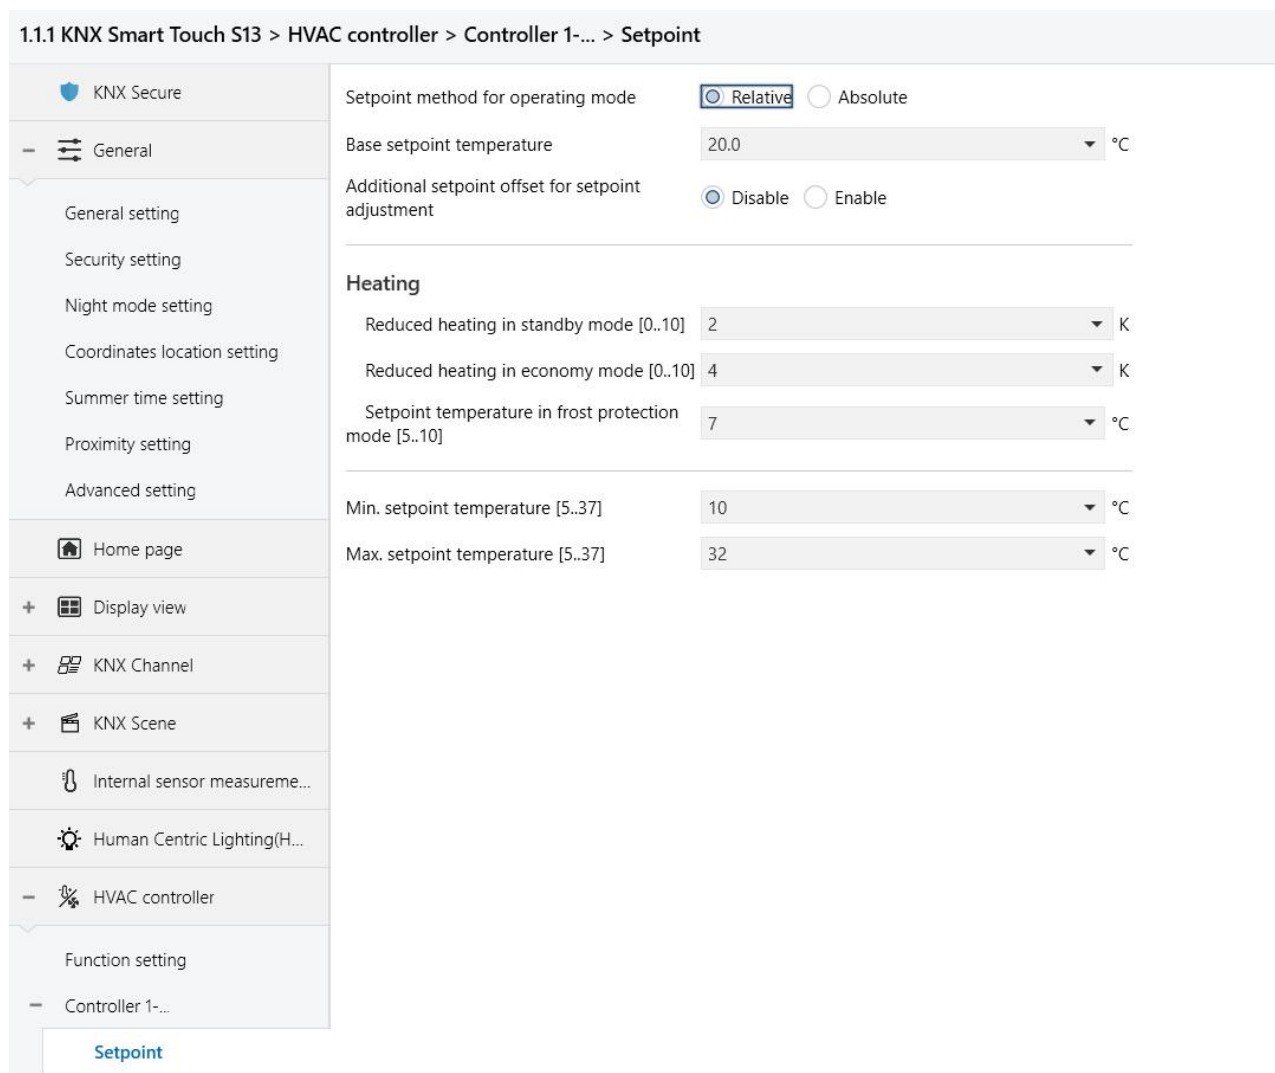 1.1.1 KNX Smart Touch S13 > HVAC controller > Controller 1-... > Setpoint
KNX Secure
General
General setting
Security setting
Night mode setting
Coordinates location setting
Summer time setting
Proximity setting
Advanced setting
Home page
Display view
KNX Channel
KNX Scene
Internal sensor measureme...
Human Centric Lighting(H...
HVAC controller
Function setting
Controller 1-...
Setpoint
Setpoint method for operating mode Relative Absolute
Base setpoint temperature 20.0 °C
Additional setpoint offset for setpoint
adjustment Disable Enable
Heating
Reduced heating in standby mode [0..10] 2 K
Reduced heating in economy mode [0..10] 4 K
Setpoint temperature in frost protection
mode [5..10] 7 °C
Min. setpoint temperature [5..37] 10 °C
Max. setpoint temperature [5..37] 32 °C